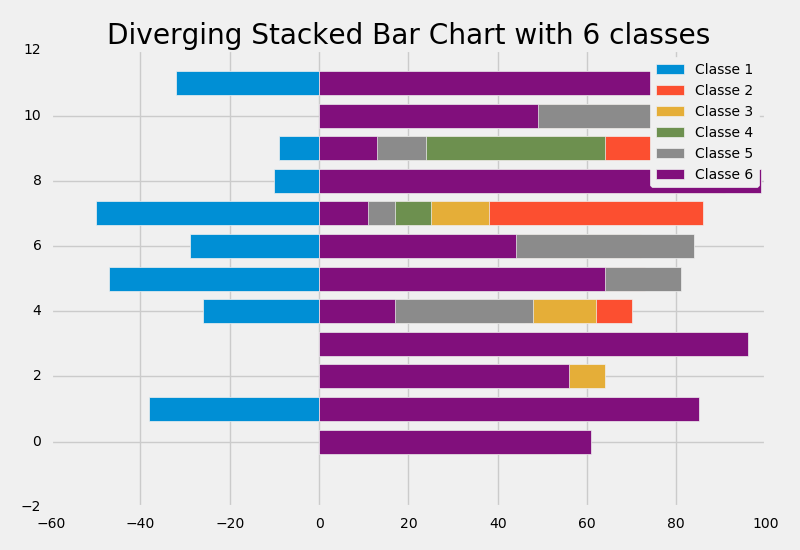 Diverging Stacked Bar Chart with 6 classes
12
10
8
6
4
2
0
−2
−60 −40 −20 0 20 40 60 80 100
Classe 1
Classe 2
Classe 3
Classe 4
Classe 5
Classe 6